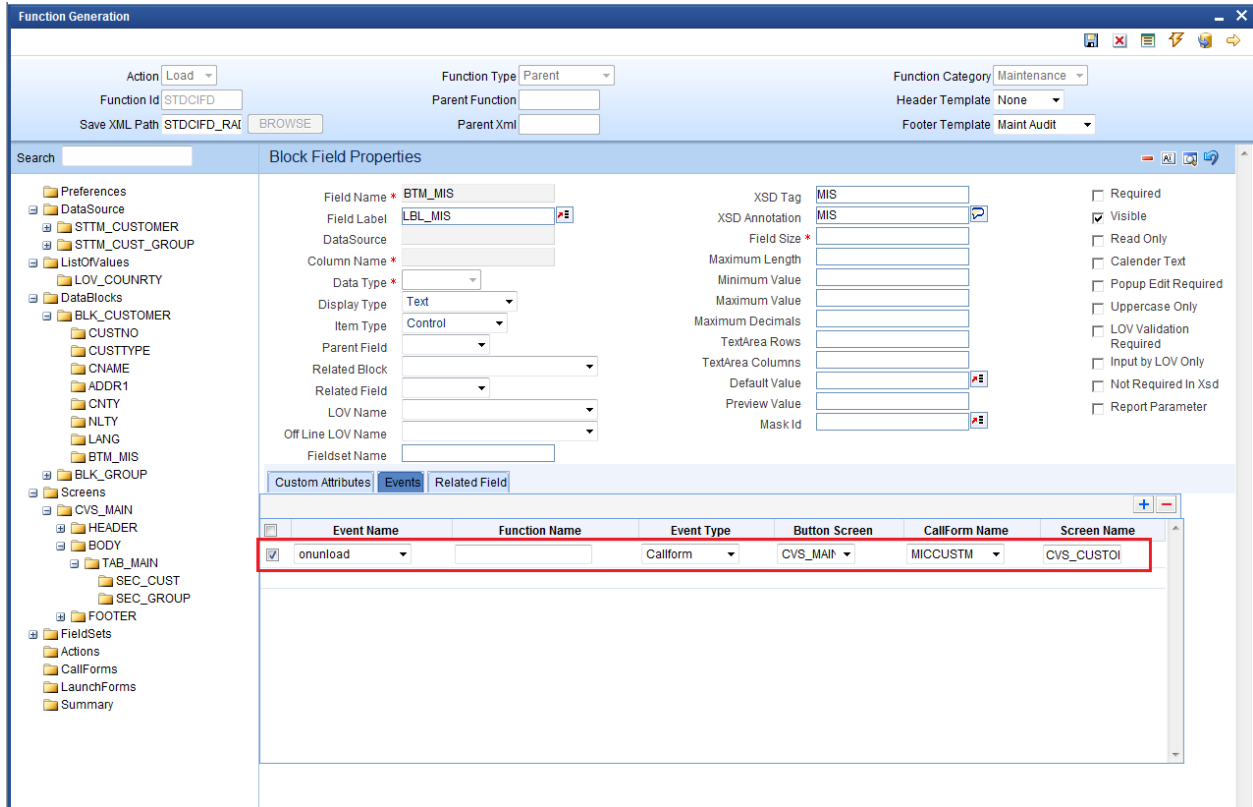 Function Generation
Action Load Function Type Parent Function Category Maintenance
Function Id STDCIFD Parent Function Header Template None
Save XML Path STDCIFD_RAD BROWSE Parent Xml Footer Template Maint Audit
Search
Block Field Properties
Preferences
DataSource
STTM_CUSTOMER
STTM_CUST_GROUP
ListOfValues
LOV_COUNRTY
DataBlocks
BLK_CUSTOMER
CUSTNO
CUSTTYPE
CNAME
ADDR1
CNTY
NLTY
LANG
BTM_MIS
BLK_GROUP
Screens
CVS_MAIN
HEADER
BODY
TAB_MAIN
SEC_CUST
SEC_GROUP
FOOTER
FieldSets
Actions
CallForms
LaunchForms
Summary
Field Name * BTM_MIS
Field Label LBL_MIS
DataSource
Column Name *
Data Type *
Display Type Text
Item Type Control
Parent Field
Related Block
Related Field
LOV Name
Off Line LOV Name
Fieldset Name
XSD Tag MIS
XSD Annotation MIS
Field Size *
Maximum Length
Minimum Value
Maximum Value
Maximum Decimals
TextArea Rows
TextArea Columns
Default Value
Preview Value
Mask Id
Required
Visible
Read Only
Calender Text
Popup Edit Required
Uppercase Only
LOV Validation
Required
Input by LOV Only
Not Required In Xsd
Report Parameter
Custom Attributes Events Related Field
Event Name Function Name Event Type Button Screen CallForm Name Screen Name
onunload Callform CVS_MAIN MICCUSTM CVS_CUSTOI